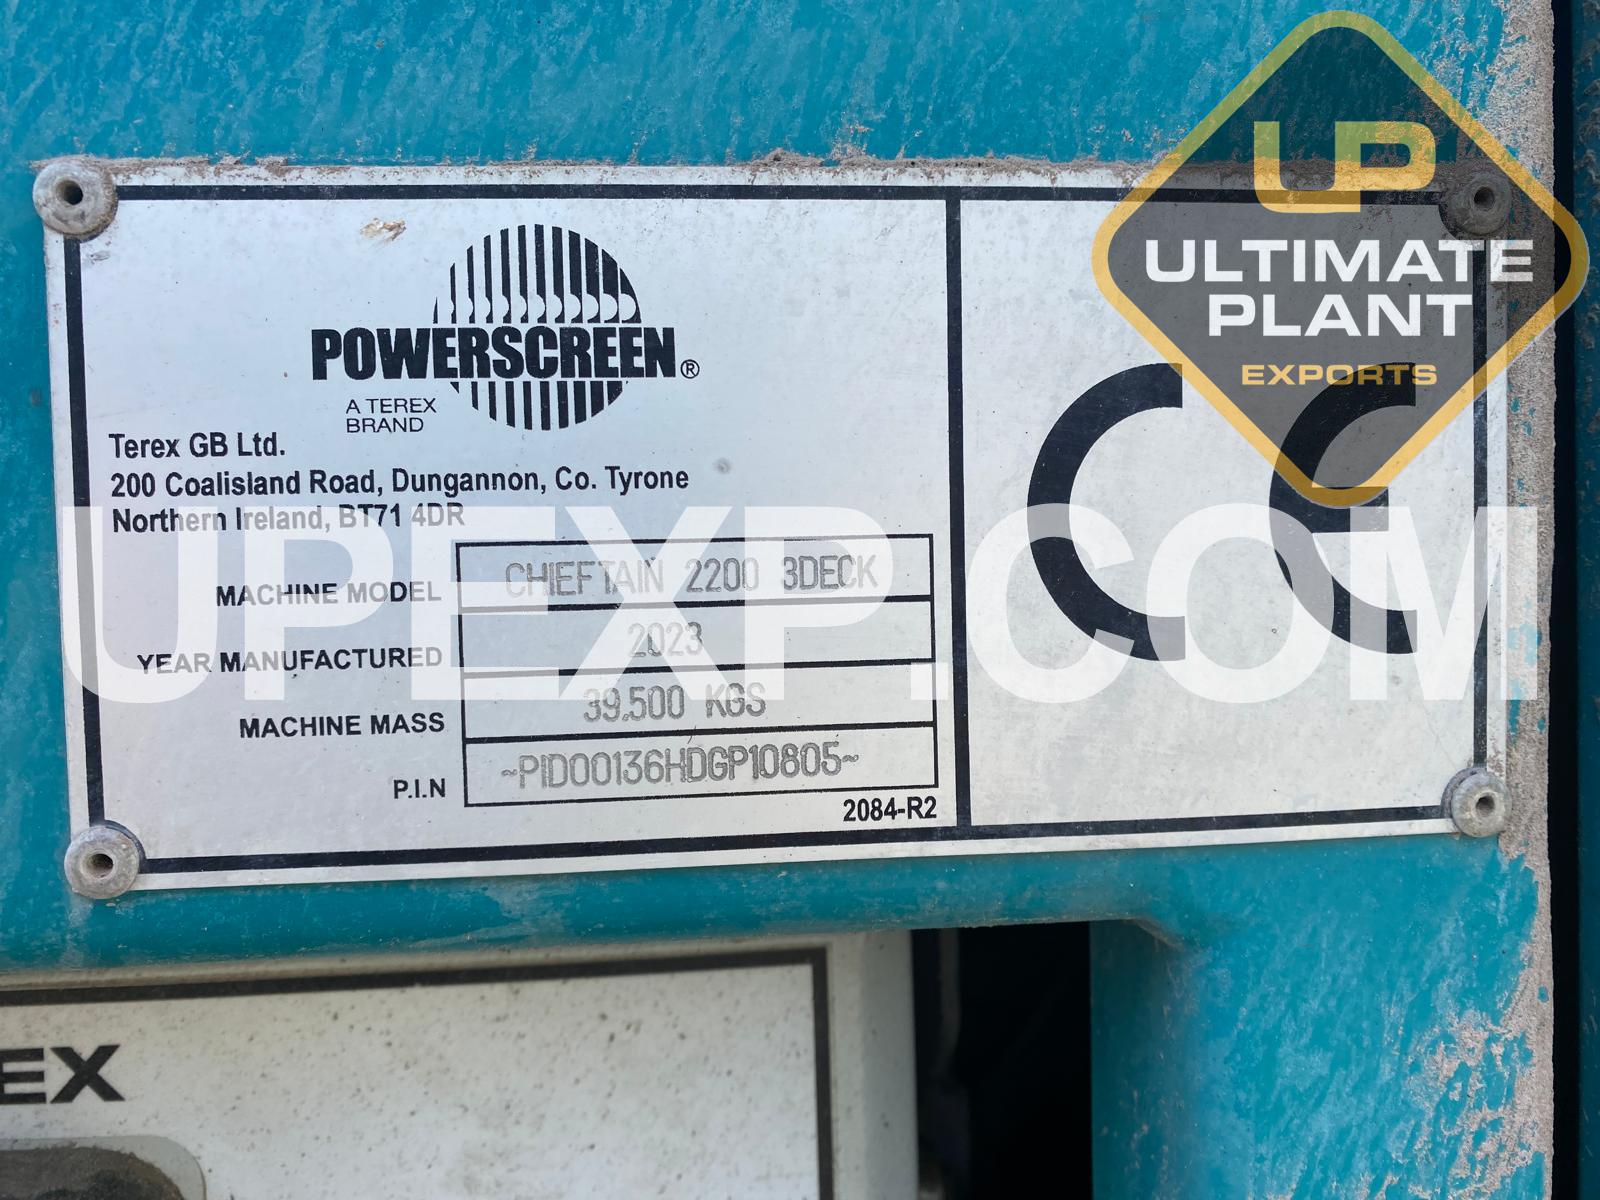 UP
ULTIMATE
PLANT
EXPORTS
POWERSCREEN®
A TEREX
BRAND
Terex GB Ltd.
200 Coalisland Road, Dungannon, Co. Tyrone
Northern Ireland, BT71 4DR
UPEXP.COM
MACHINE MODEL CHIEFTAIN 2200 3DECK
YEAR MANUFACTURED 2023
MACHINE MASS 39.500 KGS
P.I.N ~PID00136HDGP10805~
2084-R2
CE
EX